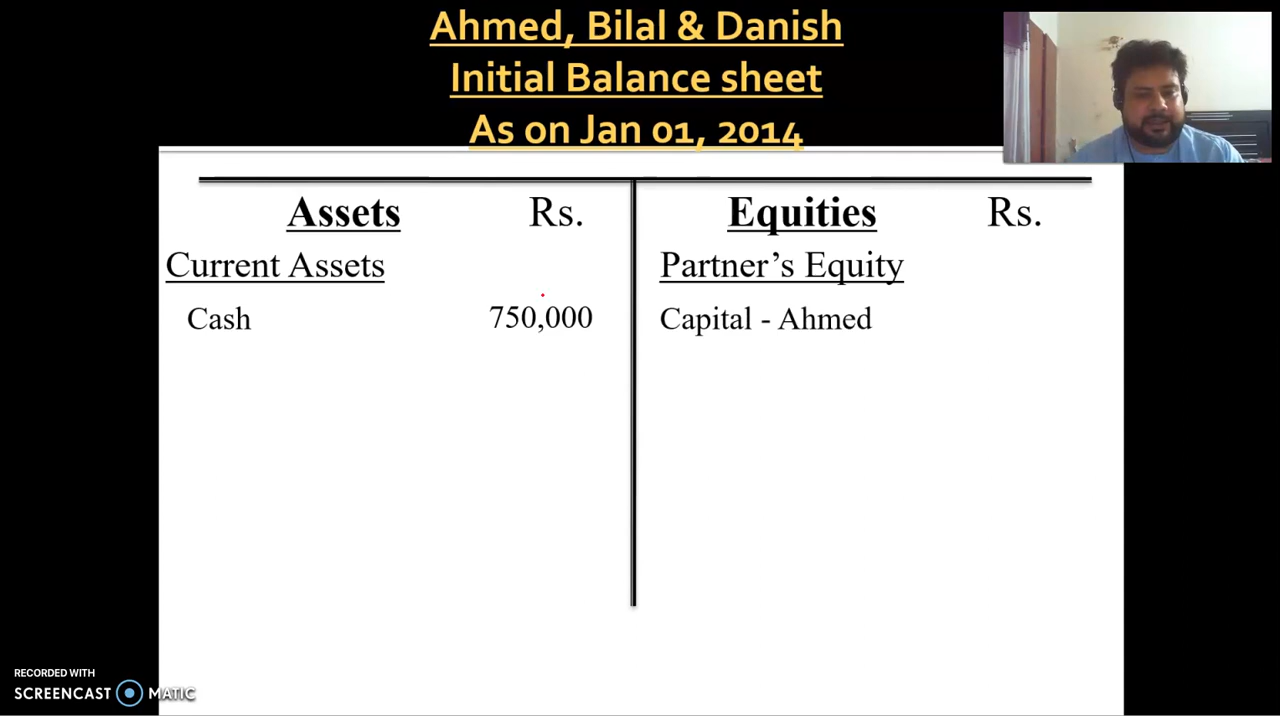 Ahmed, Bilal & Danish
Initial Balance sheet
As on Jan 01, 2014
Assets Rs. Equities Rs.
Current Assets Partner’s Equity
Cash 750,000 Capital - Ahmed
RECORDED WITH
SCREENCAST MATIC